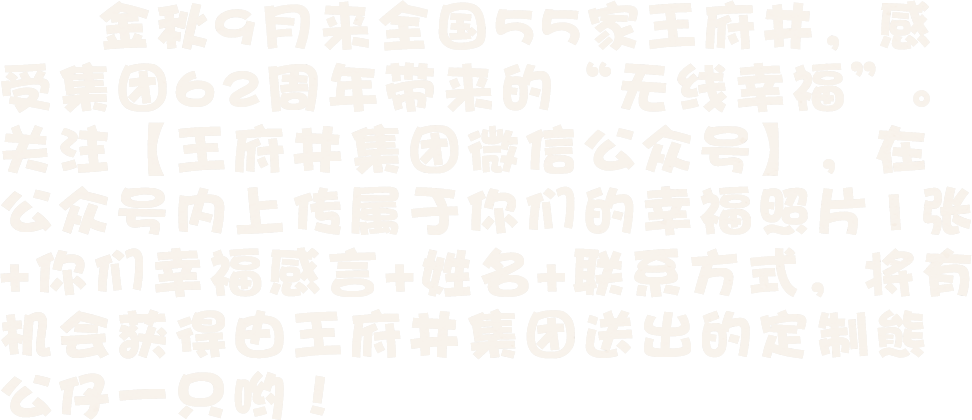 金秋9月来全国55家王府井，感
受集团62周年带来的“无线幸福”。
关注【王府井集团微信公众号】，在
公众号内上传属于你们的幸福照片1张
+你们幸福感言+姓名+联系方式，将有
机会获得由王府井集团送出的定制熊
公仔一只哟！